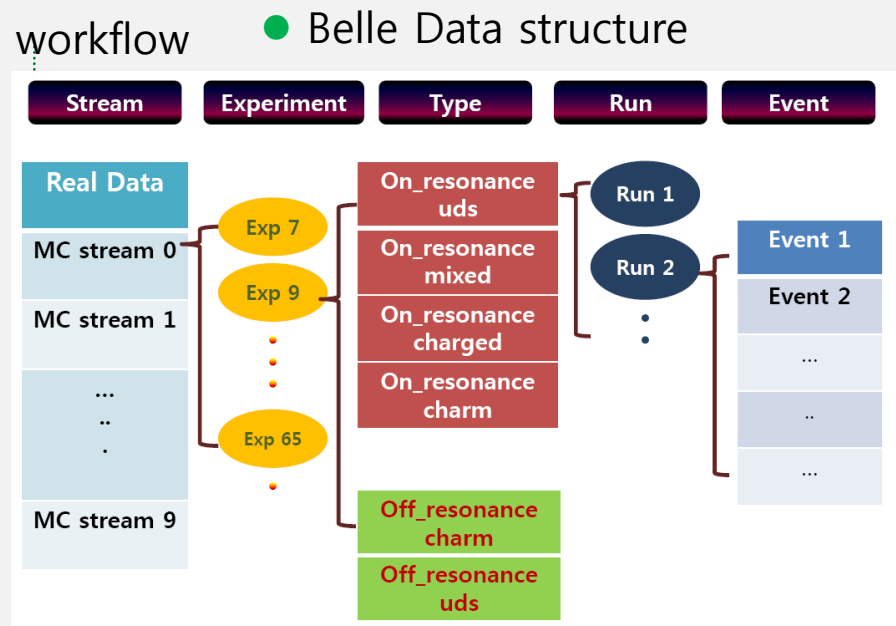 workflow
Belle Data structure
Stream
Experiment
Type
Run
Event
Real Data
MC stream 0
MC stream 1
...
..
.
MC stream 9
Exp 7
Exp 9
Exp 65
On_resonance
uds
On_resonance
mixed
On_resonance
charged
On_resonance
charm
Off_resonance
charm
Off_resonance
uds
Run 1
Run 2
Event 1
Event 2
...
..
...